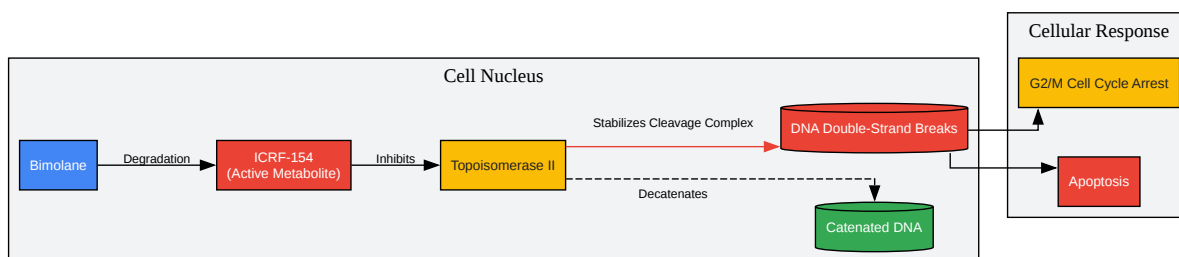 Cellular Response
Cell Nucleus
G2/M Cell Cycle Arrest
Stabilizes Cleavage Complex
DNA Double-Strand Breaks
Bimolane
Degradation
ICRF-154
(Active Metabolite)
Inhibits
Topoisomerase II
Apoptosis
Decatenates
Catenated DNA